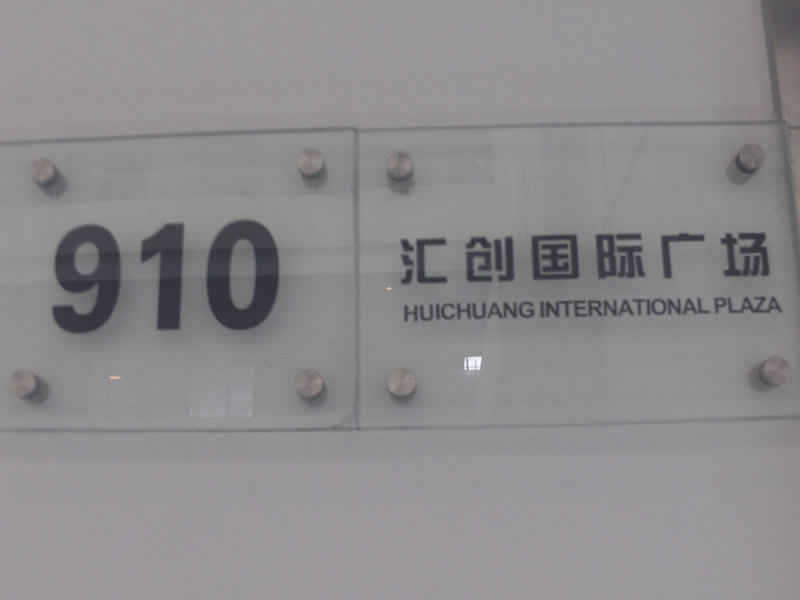 910
汇创国际广场
HUICHUANG INTERNATIONAL PLAZA